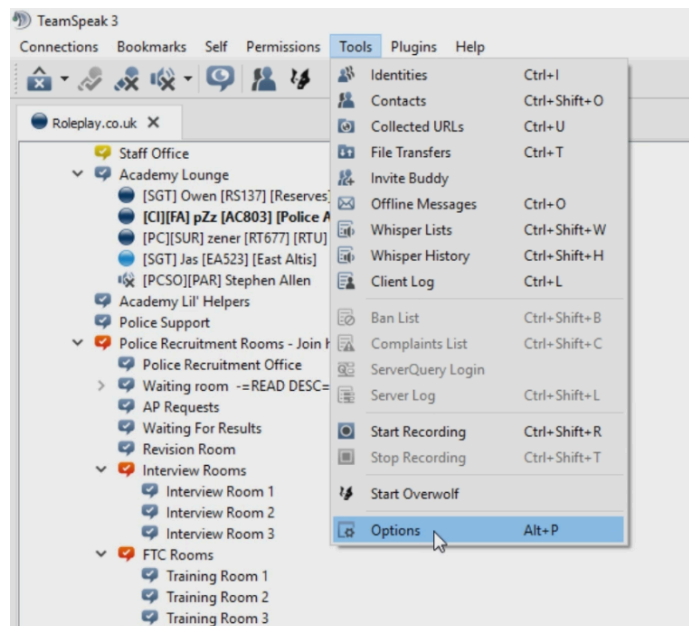 TeamSpeak 3
Connections Bookmarks Self Permissions Tools Plugins Help
Roleplay.co.uk
Staff Office
Academy Lounge
[SGT] Owen [RS137] [Reserves]
[CI][FA] pZz [AC803] [Police A
[PC][SUR] zener [RT677] [RTU]
[SGT] Jas [EA523] [East Altis]
[PCSO][PAR] Stephen Allen
Academy Lil' Helpers
Police Support
Police Recruitment Rooms - Join h
Police Recruitment Office
Waiting room -=READ DESC=
AP Requests
Waiting For Results
Revision Room
Interview Rooms
Interview Room 1
Interview Room 2
Interview Room 3
FTC Rooms
Training Room 1
Training Room 2
Training Room 3
Identities Ctrl+I
Contacts Ctrl+Shift+O
Collected URLs Ctrl+U
File Transfers Ctrl+T
Invite Buddy
Offline Messages Ctrl+O
Whisper Lists Ctrl+Shift+W
Whisper History Ctrl+Shift+H
Client Log Ctrl+L
Ban List Ctrl+Shift+B
Complaints List Ctrl+Shift+C
ServerQuery Login
Server Log Ctrl+Shift+L
Start Recording Ctrl+Shift+R
Stop Recording Ctrl+Shift+T
Start Overwolf
Options Alt+P